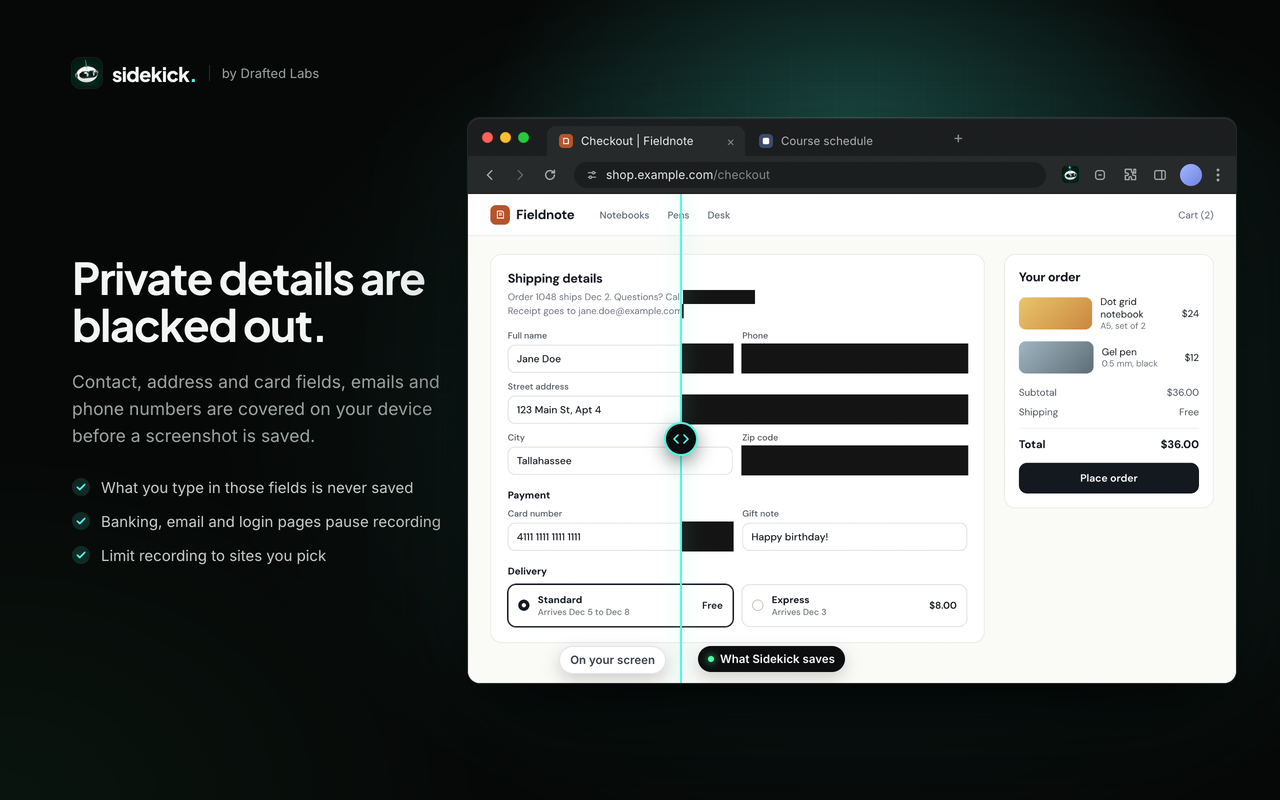 sidekick.
by Drafted Labs
Private details are
blacked out.
Contact, address and card fields, emails and
phone numbers are covered on your device
before a screenshot is saved.
What you type in those fields is never saved
Banking, email and login pages pause recording
Limit recording to sites you pick
Checkout | Fieldnote
Course schedule
shop.example.com/checkout
Fieldnote
Notebooks
Pens
Desk
Cart (2)
Shipping details
Order 1048 ships Dec 2. Questions? Cal
Receipt goes to jane.doe@example.com
Full name
Phone
Jane Doe
Street address
123 Main St, Apt 4
City
Zip code
Tallahassee
Payment
Card number
Gift note
4111 1111 1111 1111
Happy birthday!
Delivery
Standard
Arrives Dec 5 to Dec 8
Free
Express
Arrives Dec 3
$8.00
Your order
Dot grid
notebook
A5, set of 2
$24
Gel pen
0.5 mm, black
$12
Subtotal
$36.00
Shipping
Free
Total
$36.00
Place order
On your screen
What Sidekick saves